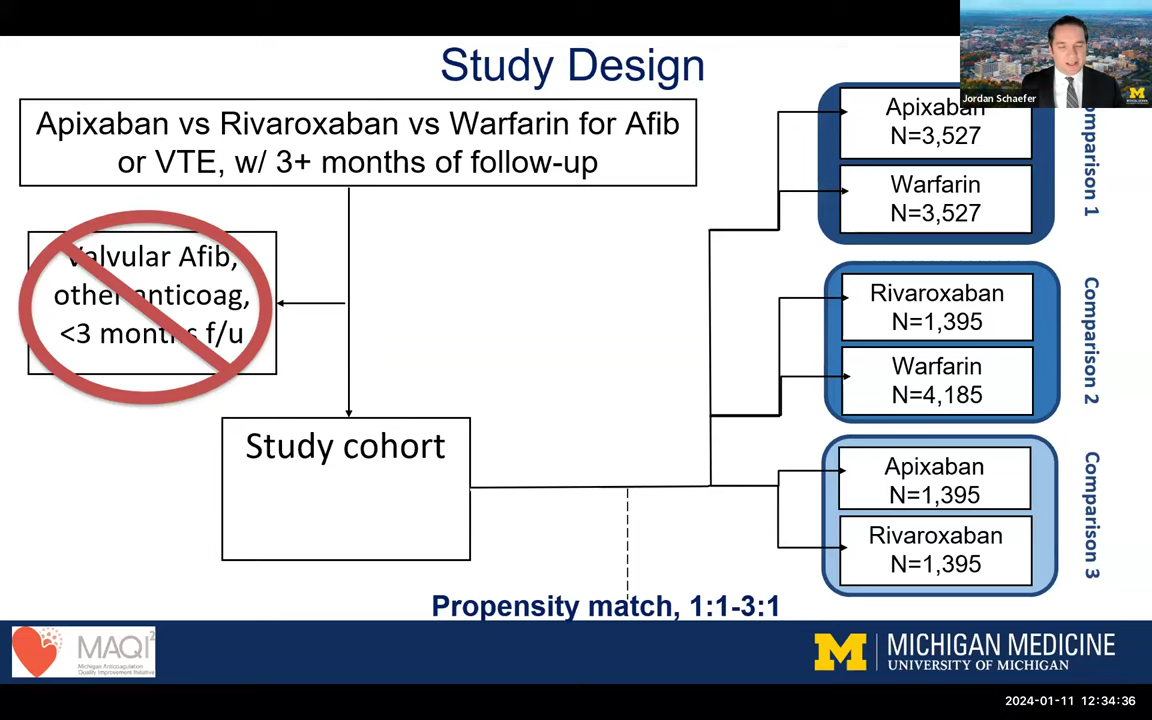 Study Design
Apixaban vs Rivaroxaban vs Warfarin for Afib
or VTE, w/ 3+ months of follow-up
Valvular Afib,
other anticoag,
<3 months f/u
Study cohort
Propensity match, 1:1-3:1
Jordan Schaefer
Apixaban
N=3,527
Warfarin
N=3,527
Comparison 1
Rivaroxaban
N=1,395
Warfarin
N=4,185
Comparison 2
Apixaban
N=1,395
Rivaroxaban
N=1,395
Comparison 3
MAQI2
Michigan Anticoagulation
Quality Improvement Initiative
M MICHIGAN MEDICINE
UNIVERSITY OF MICHIGAN
2024-01-11 12:34:36